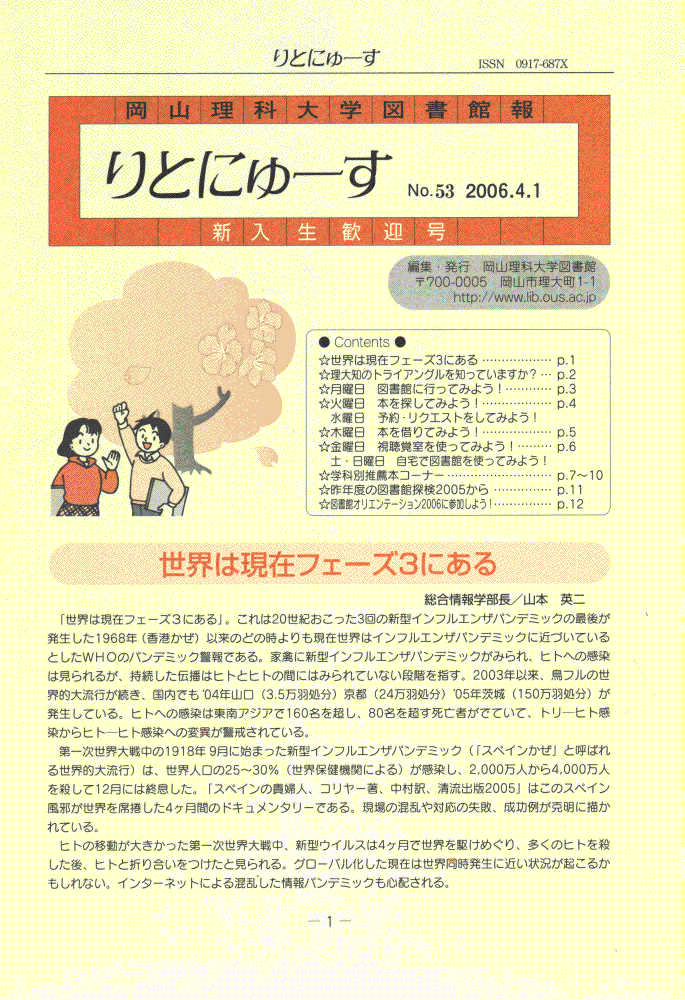 りとにゅーす
ISSN 0917-687X
岡山理科大学図書館報
りとにゅーす No.53 2006.4.1
新入生歓迎号
編集・発行 岡山理科大学図書館
〒700-0005 岡山市理大町1-1
http://www.lib.ous.ac.jp
● Contents ●
☆世界は現在フェーズ3にある ……………… p.1
☆理大知のトライアングルを知っていますか？ … p.2
☆月曜日 図書館に行ってみよう！………… p.3
☆火曜日 本を探してみよう！……………… p.4
水曜日 予約・リクエストをしてみよう！
☆木曜日 本を借りてみよう！……………… p.5
☆金曜日 視聴覚室を使ってみよう！……… p.6
土・日曜日 自宅で図書館を使ってみよう！
☆学科別推薦本コーナー ……………………… p.7〜10
☆昨年度の図書館探検2005から …………… p.11
☆図書館オリエンテーション2006に参加しよう！…………… p.12
世界は現在フェーズ3にある
総合情報学部長／山本 英二
「世界は現在フェーズ３にある」。これは20世紀おこった3回の新型インフルエンザパンデミックの最後が
発生した1968年（香港かぜ）以来のどの時よりも現在世界はインフルエンザパンデミックに近づいている
としたＷＨＯのパンデミック警報である。家禽に新型インフルエンザパンデミックがみられ、ヒトへの感染
は見られるが、持続した伝播はヒトとヒトの間にはみられていない段階を指す。2003年以来、鳥フルの世
界的大流行が続き、国内でも'04年山口（3.5万羽処分）京都（24万羽処分）'05年茨城（150万羽処分）が
発生している。ヒトへの感染は東南アジアで160名を超し、80名を超す死亡者がでていて、トリ―ヒト感
染からヒト―ヒト感染への変異が警戒されている。
第一次世界大戦中の1918年９月に始まった新型インフルエンザパンデミック（「スペインかぜ」と呼ばれ
る世界的大流行）は、世界人口の25〜30％（世界保健機関による）が感染し、2,000万人から4,000万人
を殺して12月には終息した。「スペインの貴婦人、コリヤー著、中村訳、清流出版2005」はこのスペイン
風邪が世界を席捲した4ヶ月間のドキュメンタリーである。現場の混乱や対応の失敗、成功例が克明に描か
れている。
ヒトの移動が大きかった第一次世界大戦中、新型ウイルスは4ヶ月で世界を駆けめぐり、多くのヒトを殺
した後、ヒトと折り合いをつけたと見られる。グローバル化した現在は世界同時発生に近い状況が起こるか
もしれない。インターネットによる混乱した情報パンデミックも心配される。
― 1 ―